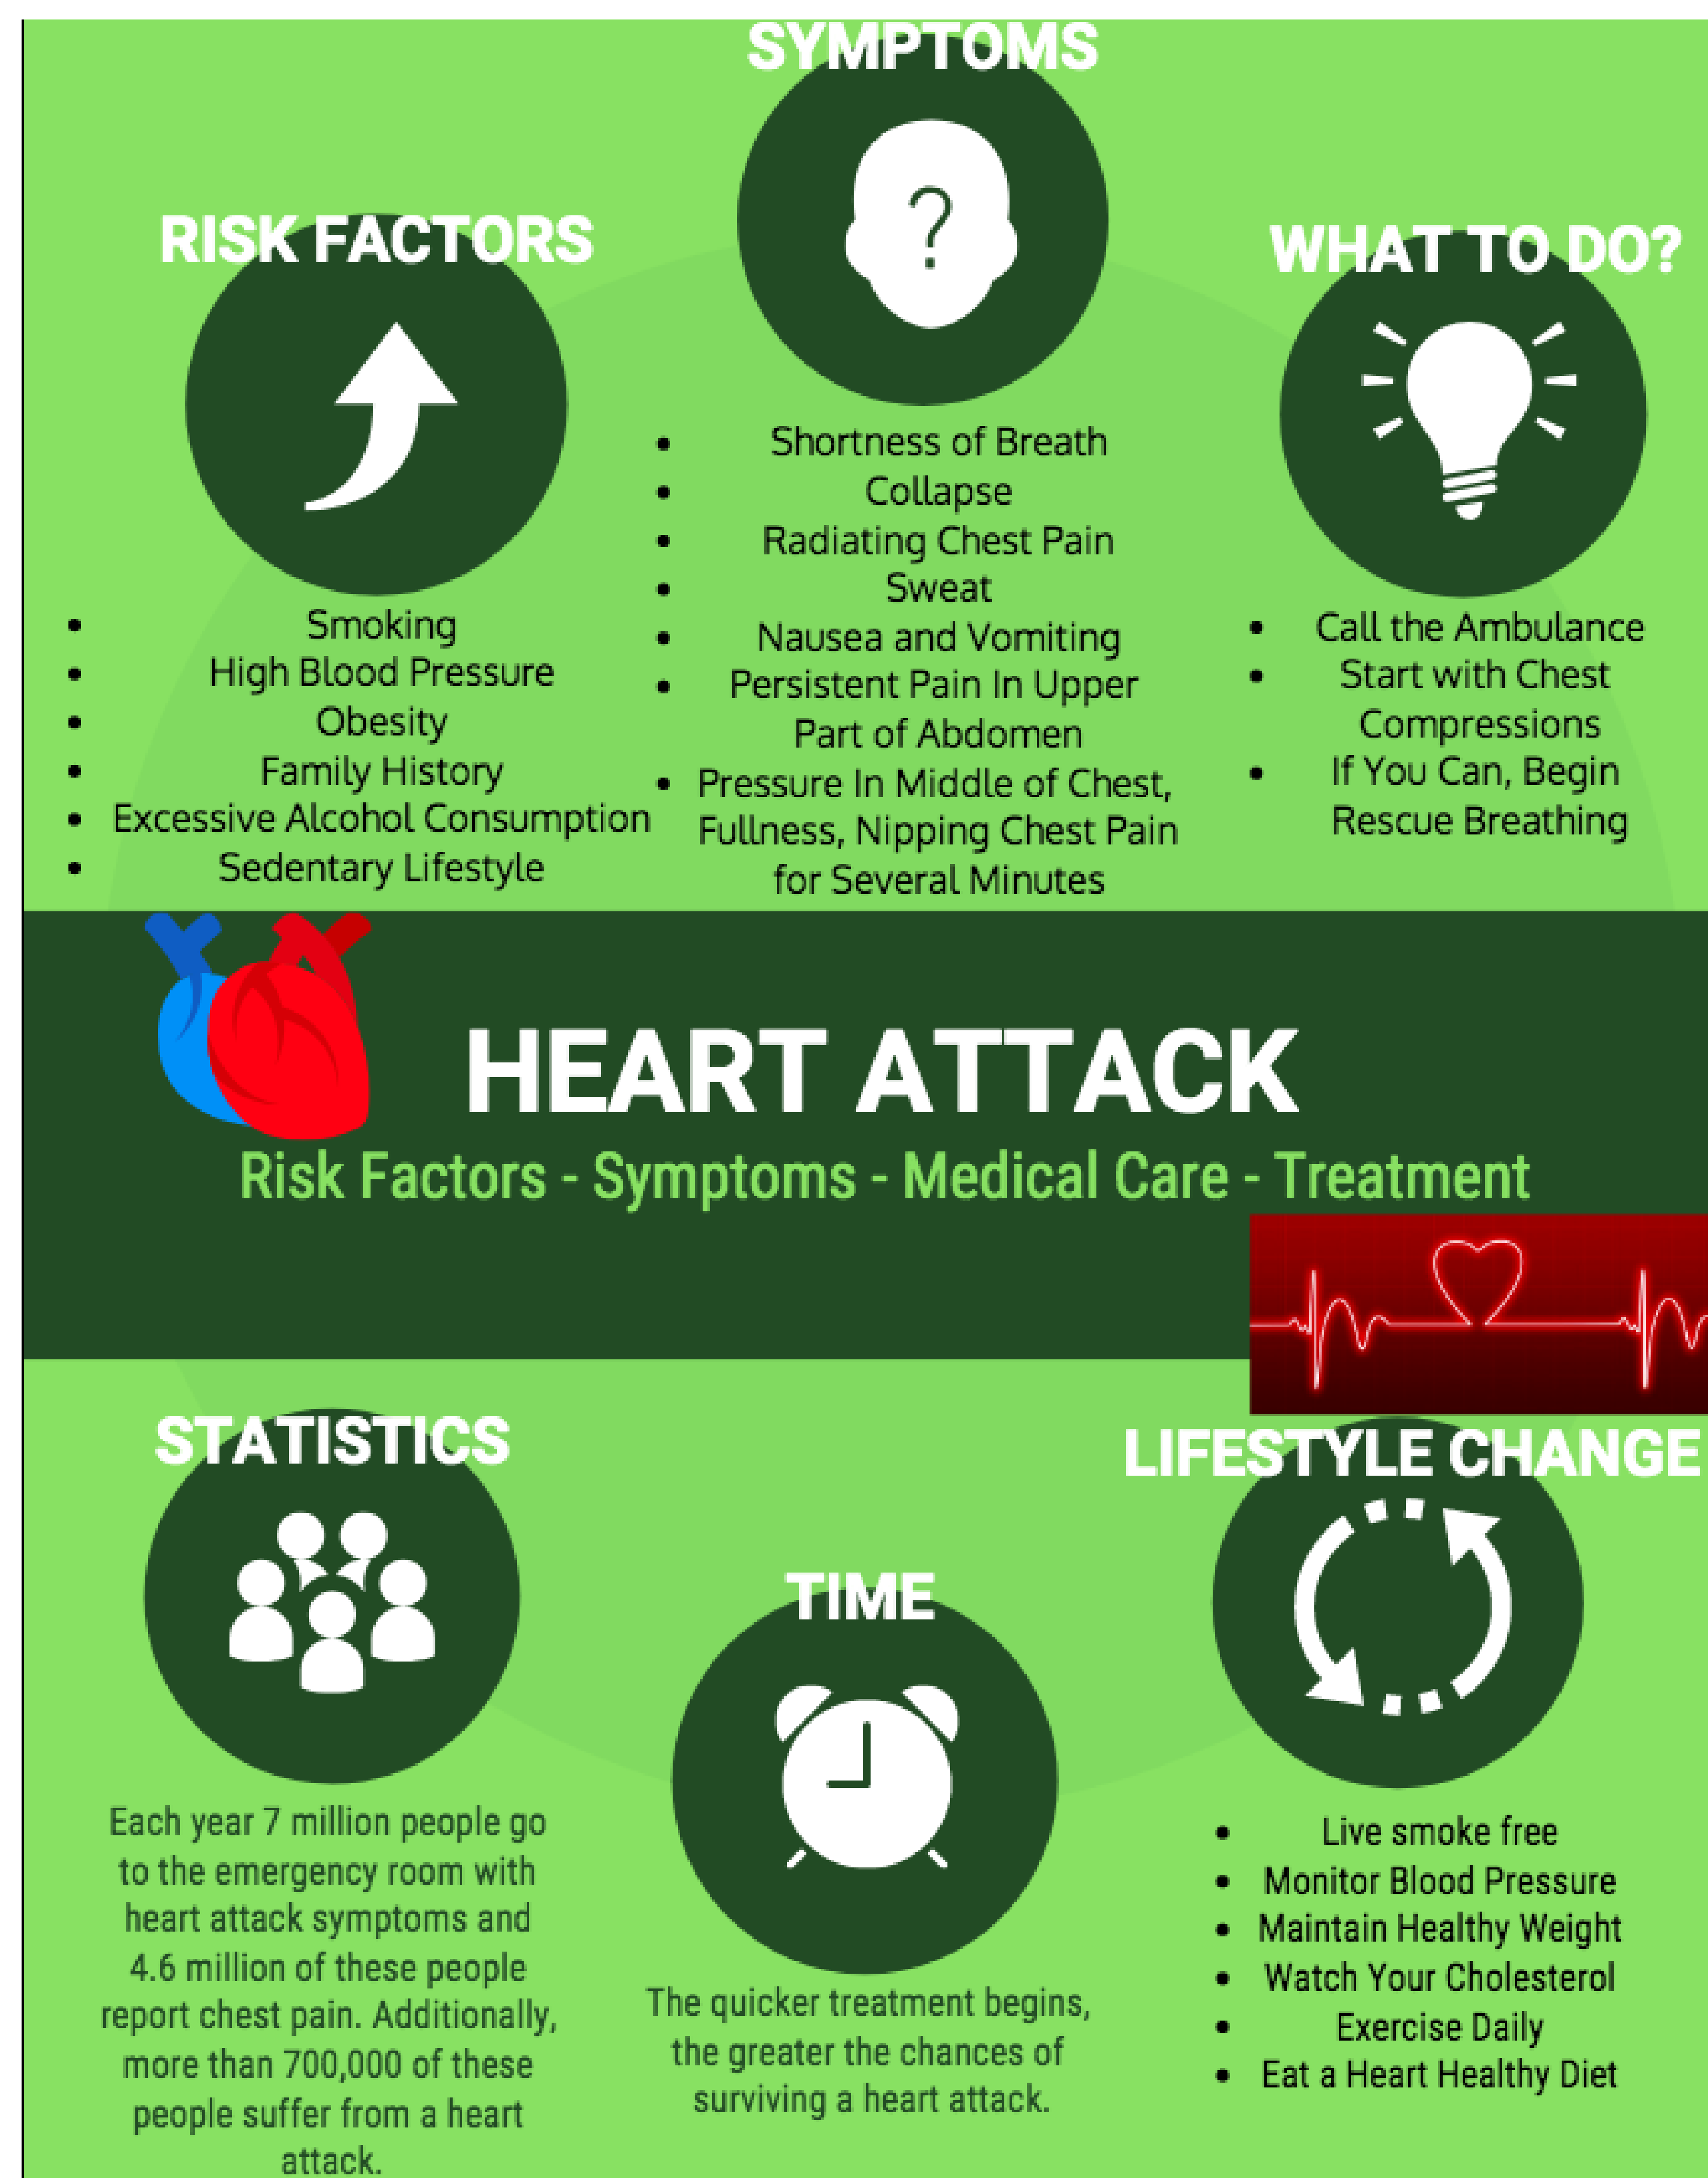 SYMPTOMS
?
• Shortness of Breath
• Collapse
• Radiating Chest Pain
• Sweat
• Nausea and Vomiting
• Persistent Pain In Upper
Part of Abdomen
• Pressure In Middle of Chest,
Fullness, Nipping Chest Pain
for Several Minutes
RISK FACTORS
• Smoking
• High Blood Pressure
• Obesity
• Family History
• Excessive Alcohol Consumption
• Sedentary Lifestyle
WHAT TO DO?
• Call the Ambulance
• Start with Chest
Compressions
• If You Can, Begin
Rescue Breathing
HEART ATTACK
Risk Factors - Symptoms - Medical Care - Treatment
STATISTICS
Each year 7 million people go
to the emergency room with
heart attack symptoms and
4.6 million of these people
report chest pain. Additionally,
more than 700,000 of these
people suffer from a heart
attack.
TIME
The quicker treatment begins,
the greater the chances of
surviving a heart attack.
LIFESTYLE CHANGE
• Live smoke free
• Monitor Blood Pressure
• Maintain Healthy Weight
• Watch Your Cholesterol
• Exercise Daily
• Eat a Heart Healthy Diet